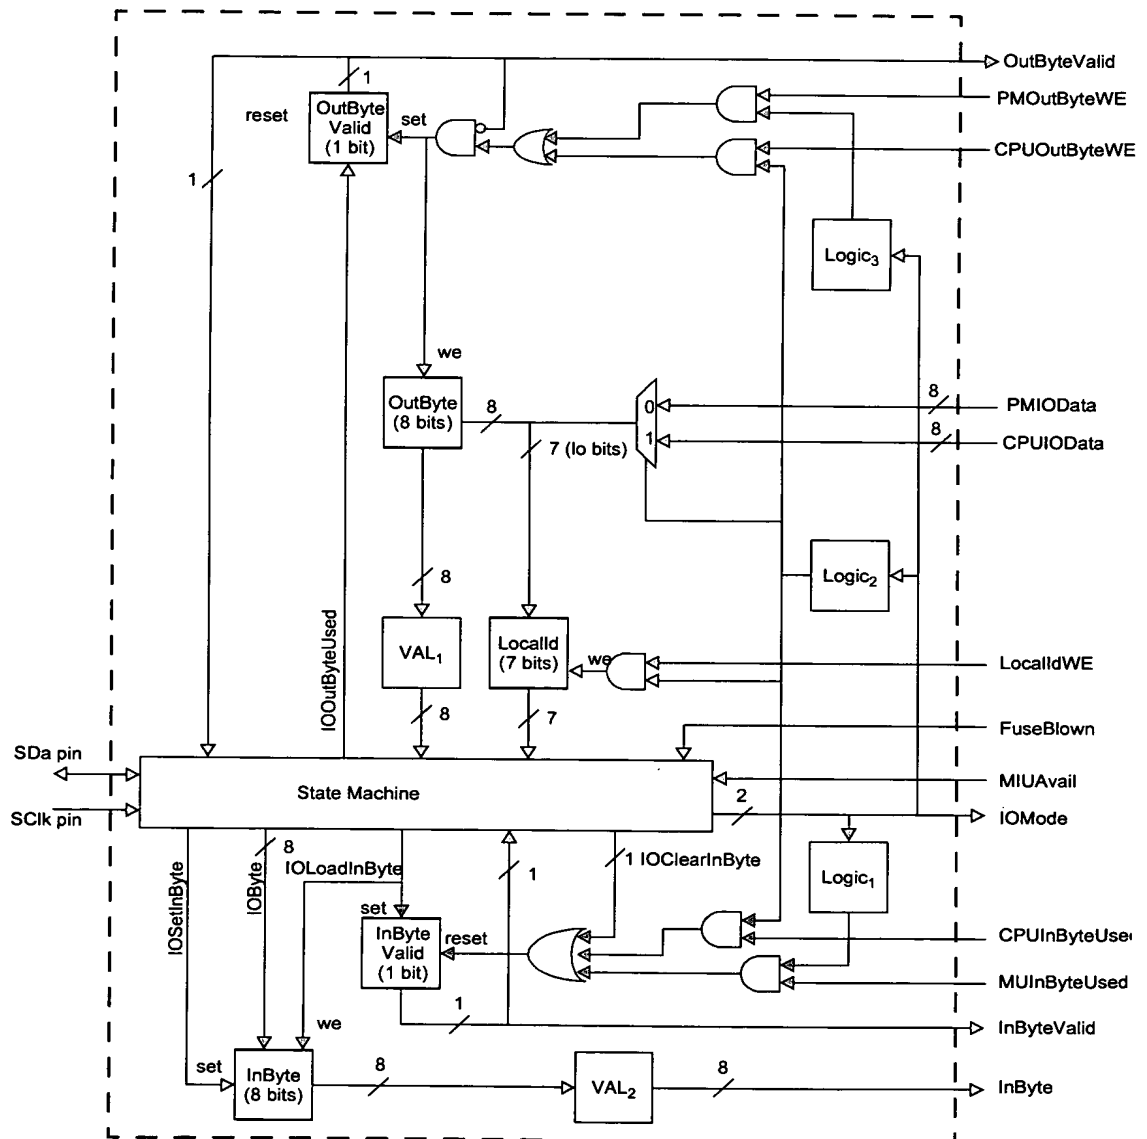 OutByteValid
1
PMOutByteWE
reset
OutByte
Valid
(1 bit)
set
CPUOutByteWE
1
Logic3
we
OutByte
(8 bits)
8
0
8
PMIOData
1
8
CPUIOData
7 (lo bits)
Logic2
8
IOOutByteUsed
VAL1
LocalId
(7 bits)
we
LocalIdWE
8
7
FuseBlown
SDa pin
State Machine
MIUAvail
2
SClk pin
IOMode
IOSetInByte
IOByte
8
IOLoadInByte
1
1 IOClearInByte
Logic1
set
InByte
Valid
(1 bit)
reset
CPUInByteUse
MUInByteUsed
1
InByteValid
we
set
InByte
(8 bits)
8
VAL2
8
InByte